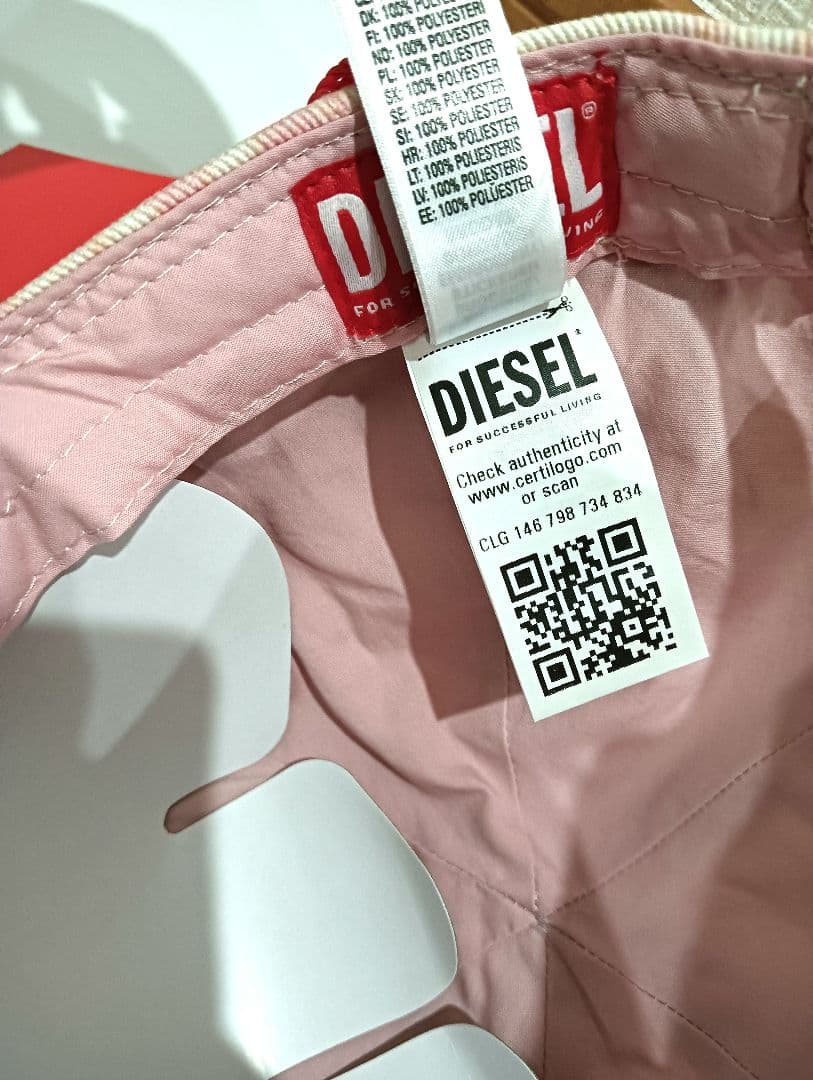 DK: 100% POLYESTER
FI: 100% POLYESTERI
NO: 100% POLYESTER
PL: 100% POLIESTER
SK: 100% POLYESTER
SE: 100% POLYESTER
SI: 100% POLIESTER
HR: 100% POLIESTER
LT: 100% POLIESTERIS
LV: 100% POLIESTERIS
EE: 100% POLÜESTER
DIESEL
FOR SUCCESSFUL LIVING
Check authenticity at
www.certilogo.com
or scan
CLG 146 798 734 834